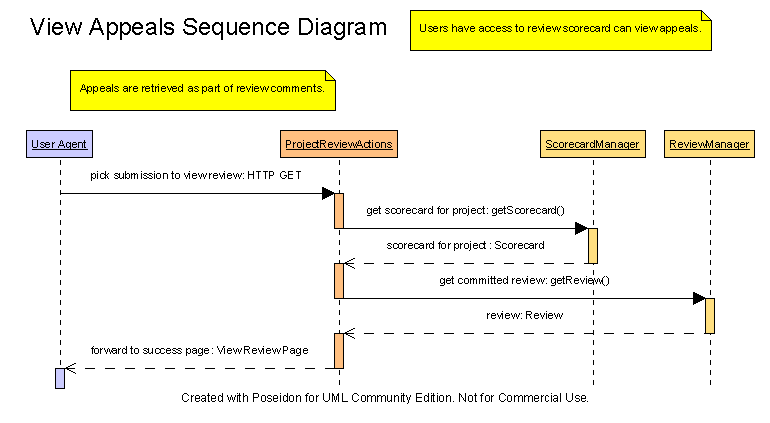 View Appeals Sequence Diagram
Users have access to review scorecard can view appeals.
Appeals are retrieved as part of review comments.
User Agent
ProjectReviewActions
ScorecardManager
ReviewManager
pick submission to view review: HTTP GET
get scorecard for project: getScorecard()
scorecard for project : Scorecard
get committed review: getReview()
review: Review
forward to success page: View Review Page
Created with Poseidon for UML Community Edition. Not for Commercial Use.